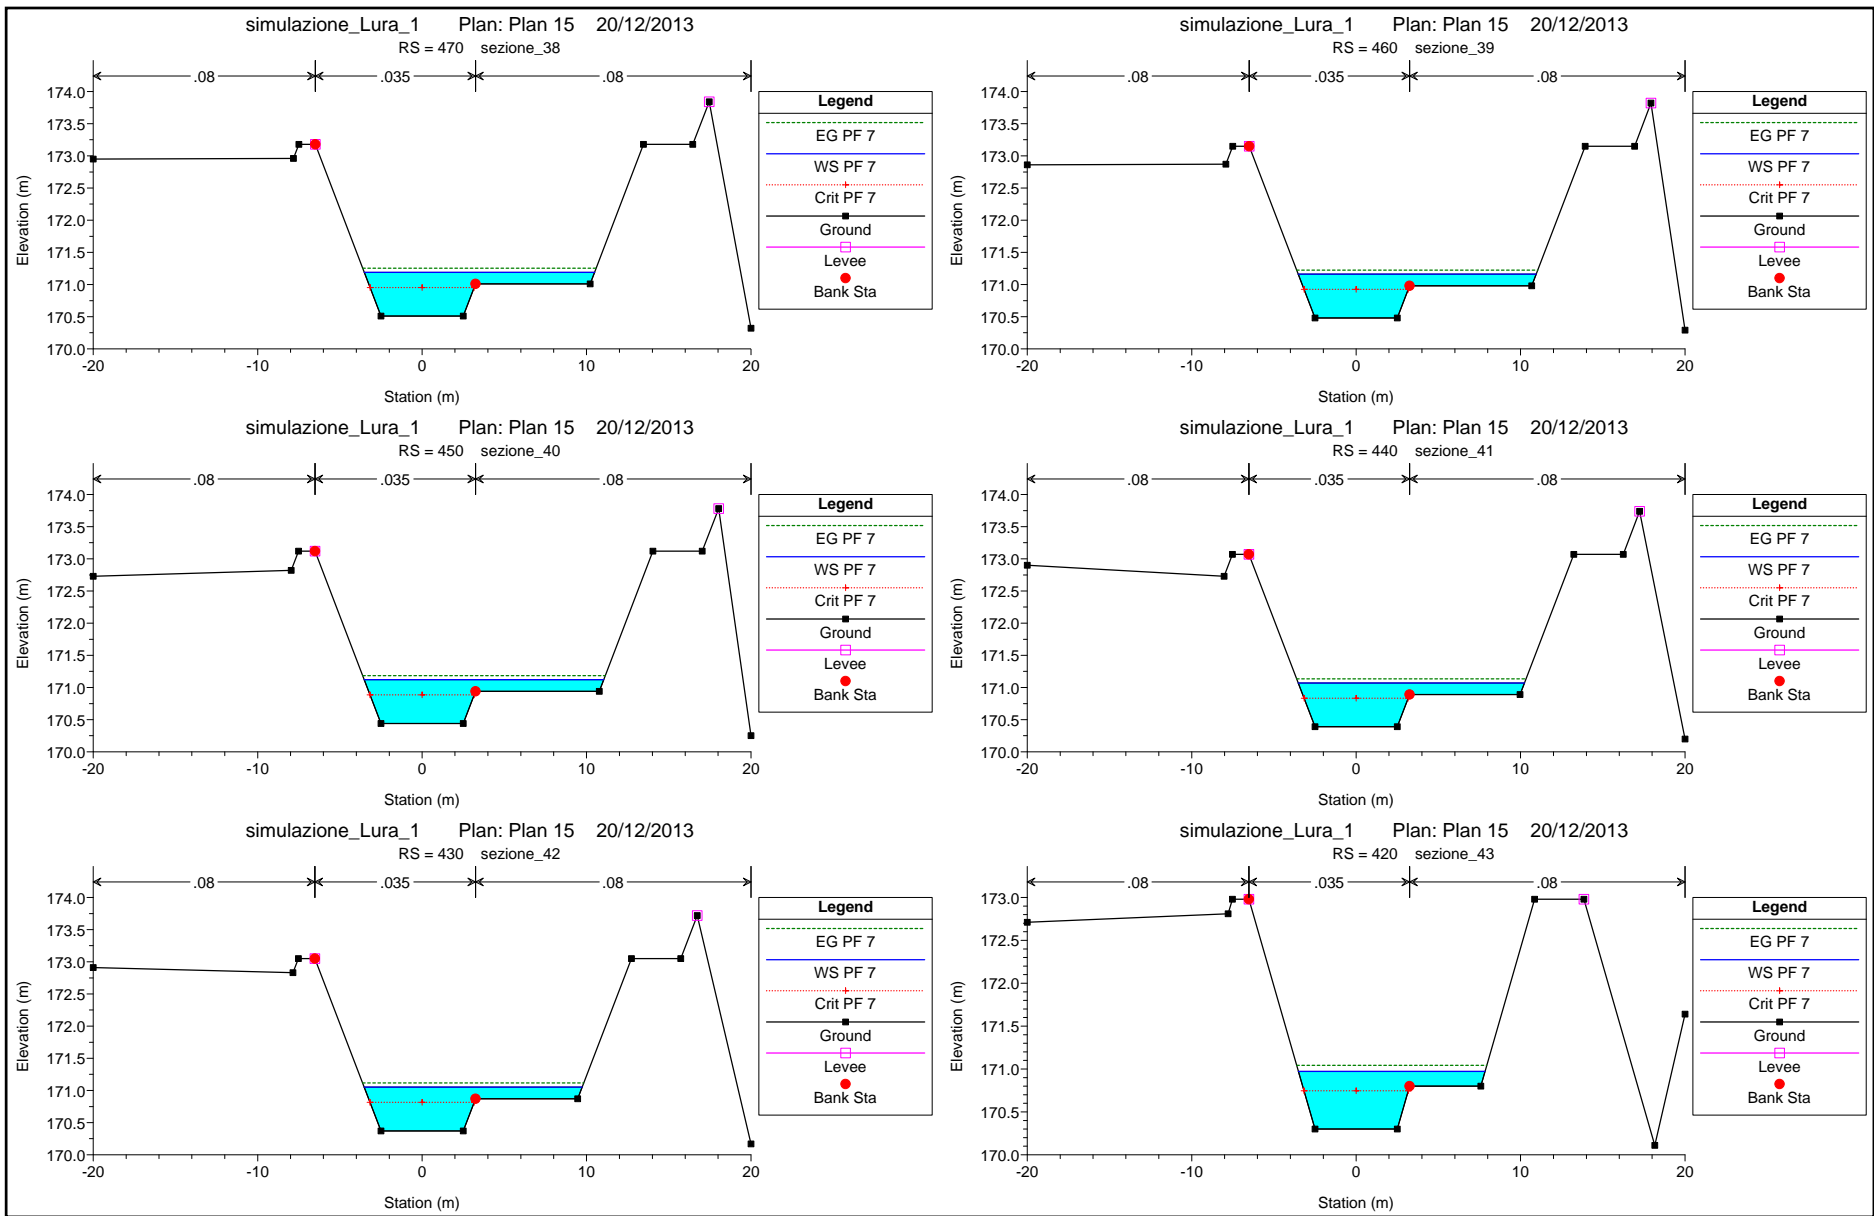 simulazione_Lura_1 Plan: Plan 15 20/12/2013
RS = 470 sezione_38
.08 .035 .08
174.0
173.5
173.0
172.5
172.0
171.5
171.0
170.5
170.0
Elevation (m)
-20 -10 0 10 20
Station (m)
Legend
EG PF 7
WS PF 7
Crit PF 7
Ground
Levee
Bank Sta
simulazione_Lura_1 Plan: Plan 15 20/12/2013
RS = 460 sezione_39
.08 .035 .08
174.0
173.5
173.0
172.5
172.0
171.5
171.0
170.5
170.0
Elevation (m)
-20 -10 0 10 20
Station (m)
Legend
EG PF 7
WS PF 7
Crit PF 7
Ground
Levee
Bank Sta
simulazione_Lura_1 Plan: Plan 15 20/12/2013
RS = 450 sezione_40
.08 .035 .08
174.0
173.5
173.0
172.5
172.0
171.5
171.0
170.5
170.0
Elevation (m)
-20 -10 0 10 20
Station (m)
Legend
EG PF 7
WS PF 7
Crit PF 7
Ground
Levee
Bank Sta
simulazione_Lura_1 Plan: Plan 15 20/12/2013
RS = 440 sezione_41
.08 .035 .08
174.0
173.5
173.0
172.5
172.0
171.5
171.0
170.5
170.0
Elevation (m)
-20 -10 0 10 20
Station (m)
Legend
EG PF 7
WS PF 7
Crit PF 7
Ground
Levee
Bank Sta
simulazione_Lura_1 Plan: Plan 15 20/12/2013
RS = 430 sezione_42
.08 .035 .08
174.0
173.5
173.0
172.5
172.0
171.5
171.0
170.5
170.0
Elevation (m)
-20 -10 0 10 20
Station (m)
Legend
EG PF 7
WS PF 7
Crit PF 7
Ground
Levee
Bank Sta
simulazione_Lura_1 Plan: Plan 15 20/12/2013
RS = 420 sezione_43
.08 .035 .08
173.0
172.5
172.0
171.5
171.0
170.5
170.0
Elevation (m)
-20 -10 0 10 20
Station (m)
Legend
EG PF 7
WS PF 7
Crit PF 7
Ground
Levee
Bank Sta